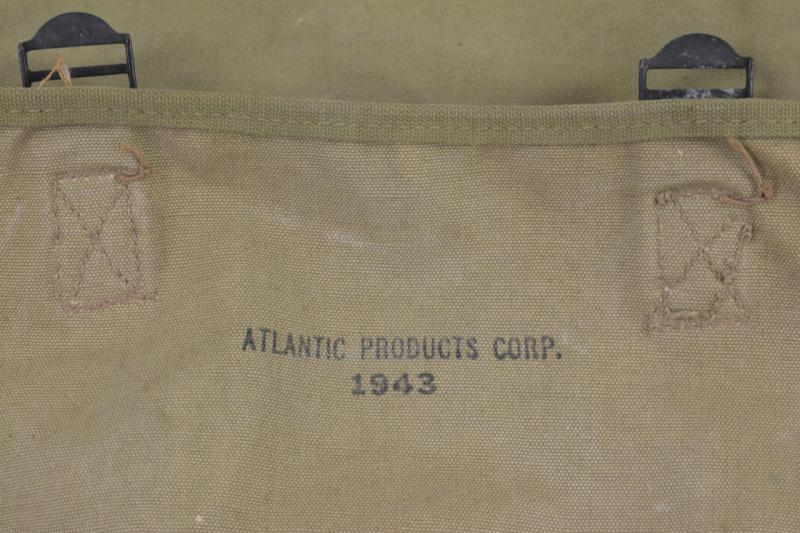 ATLANTIC PRODUCTS CORP.
1943